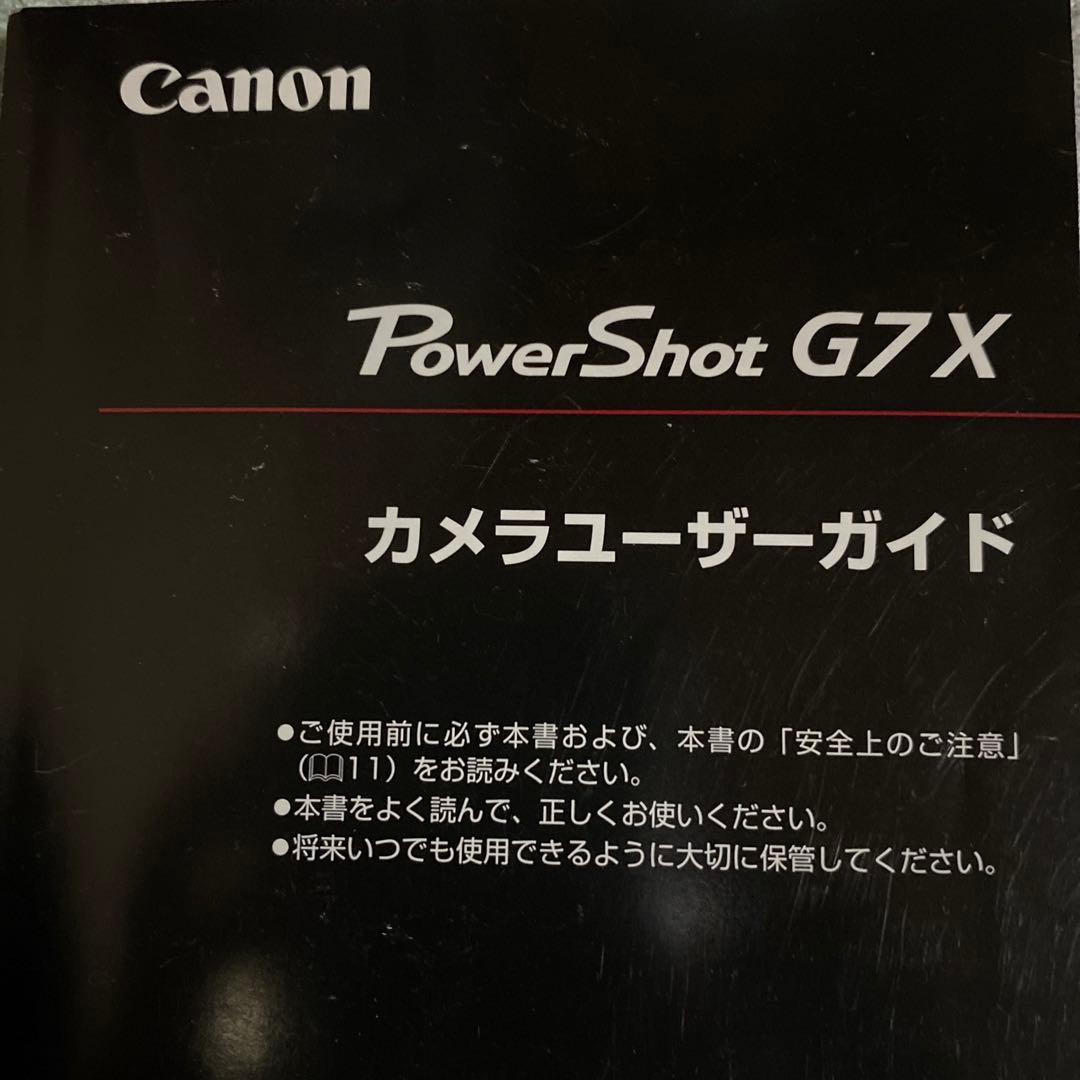 Canon
PowerShot G7 X
カメラユーザーガイド
●ご使用前に必ず本書および、本書の「安全上のご注意」
（📖11）をお読みください。
●本書をよく読んで、正しくお使いください。
●将来いつでも使用できるように大切に保管してください。